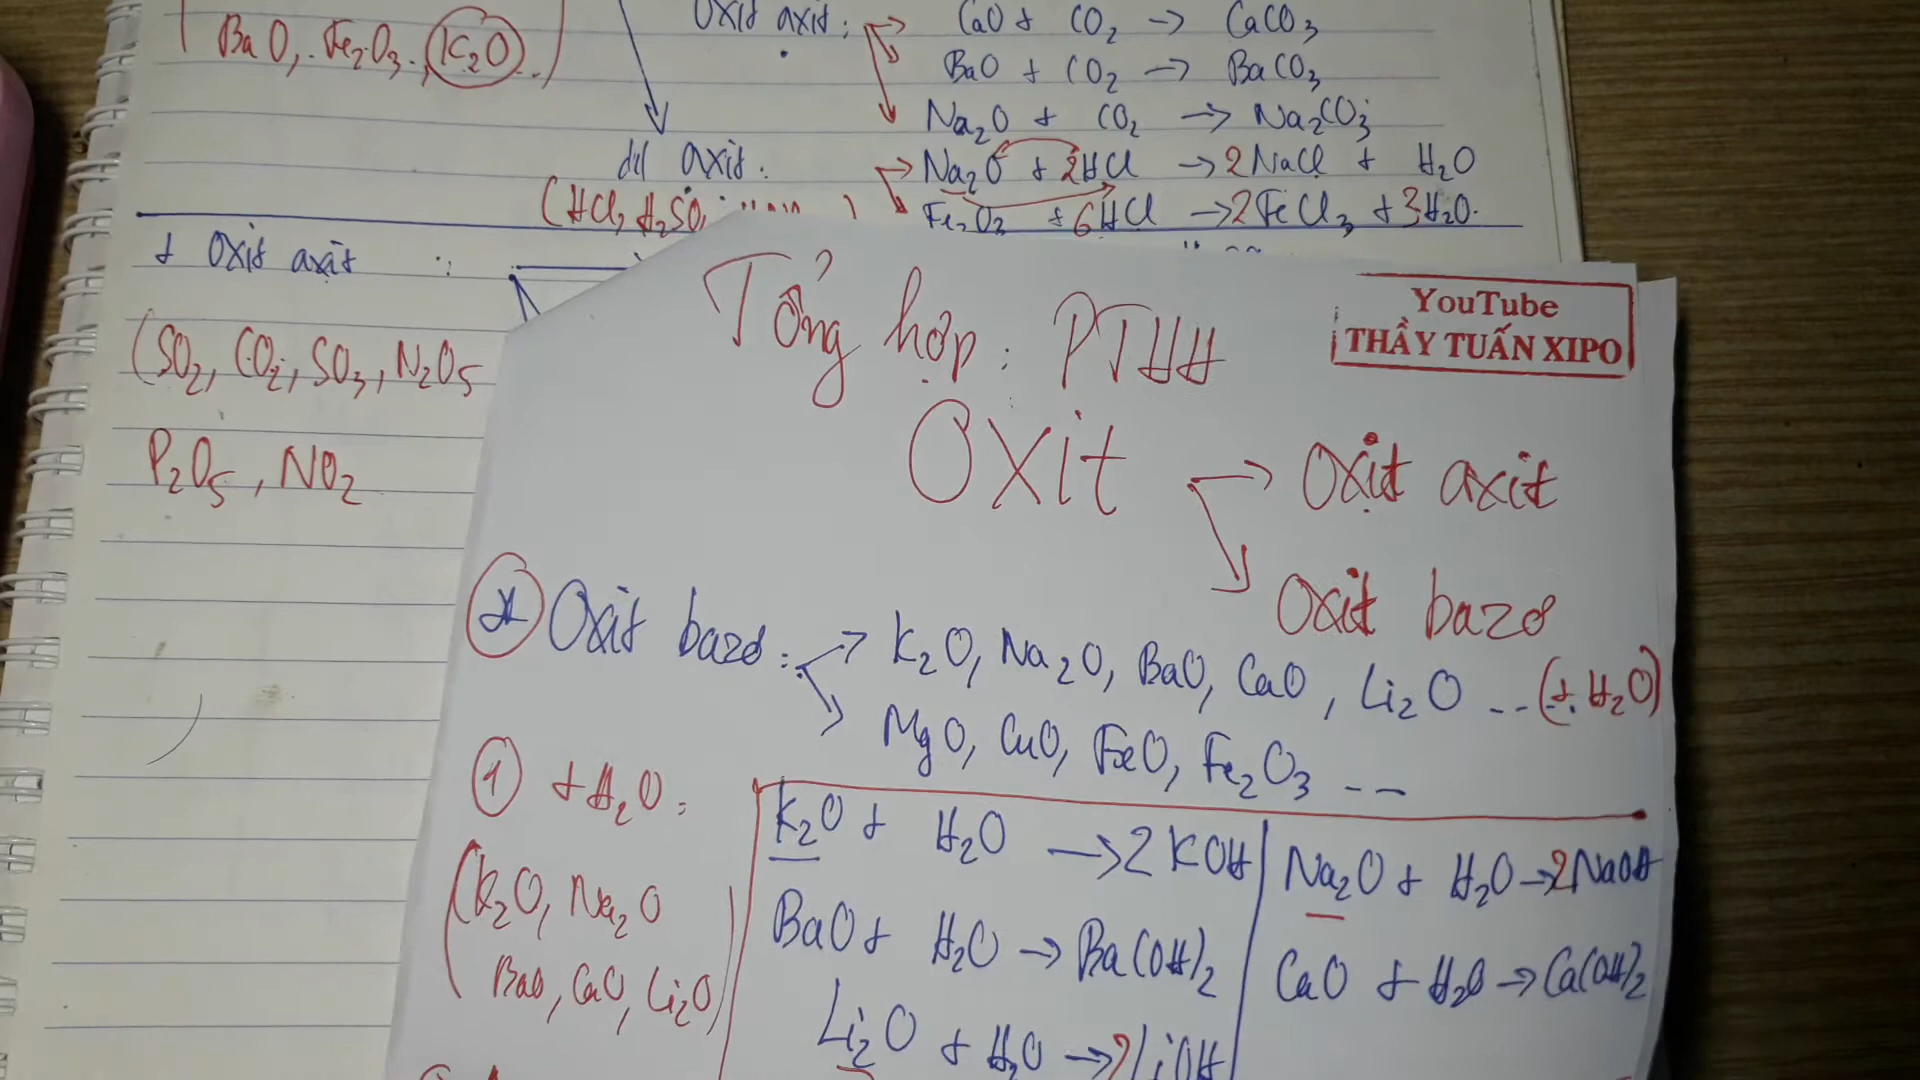 BaO, Fe2O3, K2O ..)
Oxit axit: CaO + CO2 → CaCO3
BaO + CO2 → BaCO3
Na2O + CO2 → Na2CO3
dd axit: Na2O + 2HCl → 2NaCl + H2O
(HCl, H2SO4 ) Fe2O3 + 6HCl → 2FeCl3 + 3H2O
+ Oxit axit :
(SO2, CO2, SO3, N2O5
P2O5, NO2
YouTube
THẦY TUẤN XIPO
Tổng hợp: PTHH
Oxit → Oxit axit
Oxit bazơ
* Oxit bazơ: → K2O, Na2O, BaO, CaO, Li2O ... (+ H2O)
MgO, CuO, FeO, Fe2O3 ...
① + H2O:
(K2O, Na2O
BaO, CaO, Li2O)
K2O + H2O → 2KOH
BaO + H2O → Ba(OH)2
Li2O + H2O → 2LiOH
Na2O + H2O → 2NaOH
CaO + H2O → Ca(OH)2